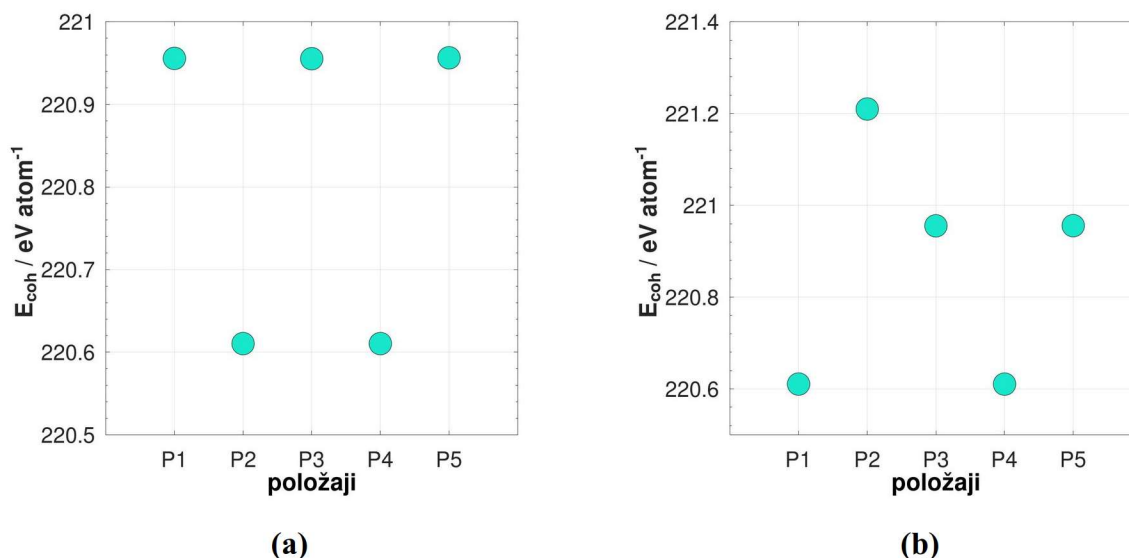 221
220.9
220.8
220.7
220.6
220.5
E_coh / eV atom⁻¹
P1 P2 P3 P4 P5
položaji
(a)
221.4
221.2
221
220.8
220.6
E_coh / eV atom⁻¹
P1 P2 P3 P4 P5
položaji
(b)